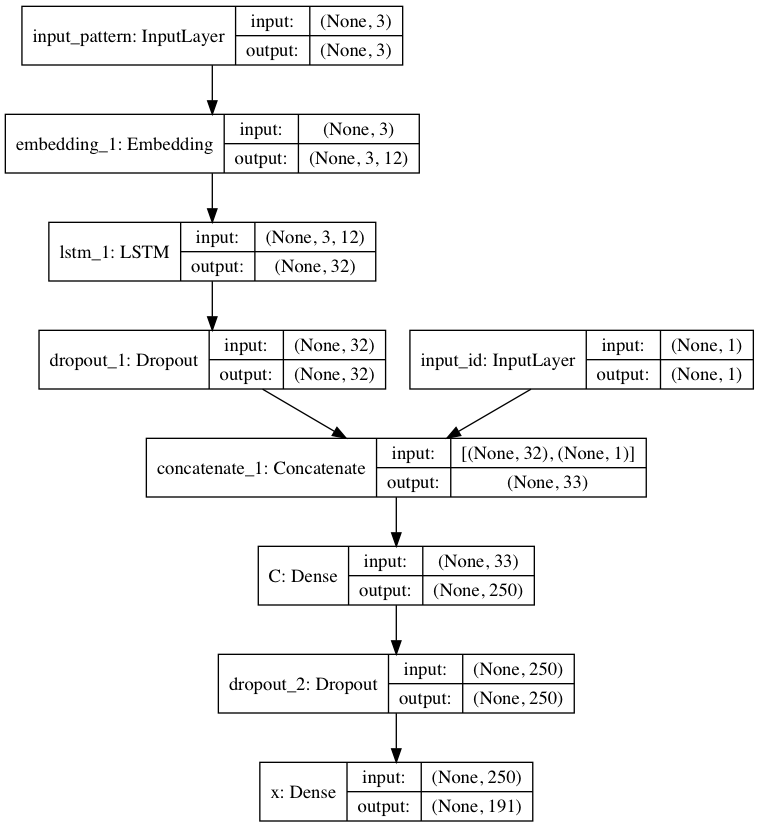 input_pattern: InputLayer
input: (None, 3)
output: (None, 3)
embedding_1: Embedding
input: (None, 3)
output: (None, 3, 12)
lstm_1: LSTM
input: (None, 3, 12)
output: (None, 32)
dropout_1: Dropout
input: (None, 32)
output: (None, 32)
input_id: InputLayer
input: (None, 1)
output: (None, 1)
concatenate_1: Concatenate
input: [(None, 32), (None, 1)]
output: (None, 33)
C: Dense
input: (None, 33)
output: (None, 250)
dropout_2: Dropout
input: (None, 250)
output: (None, 250)
x: Dense
input: (None, 250)
output: (None, 191)